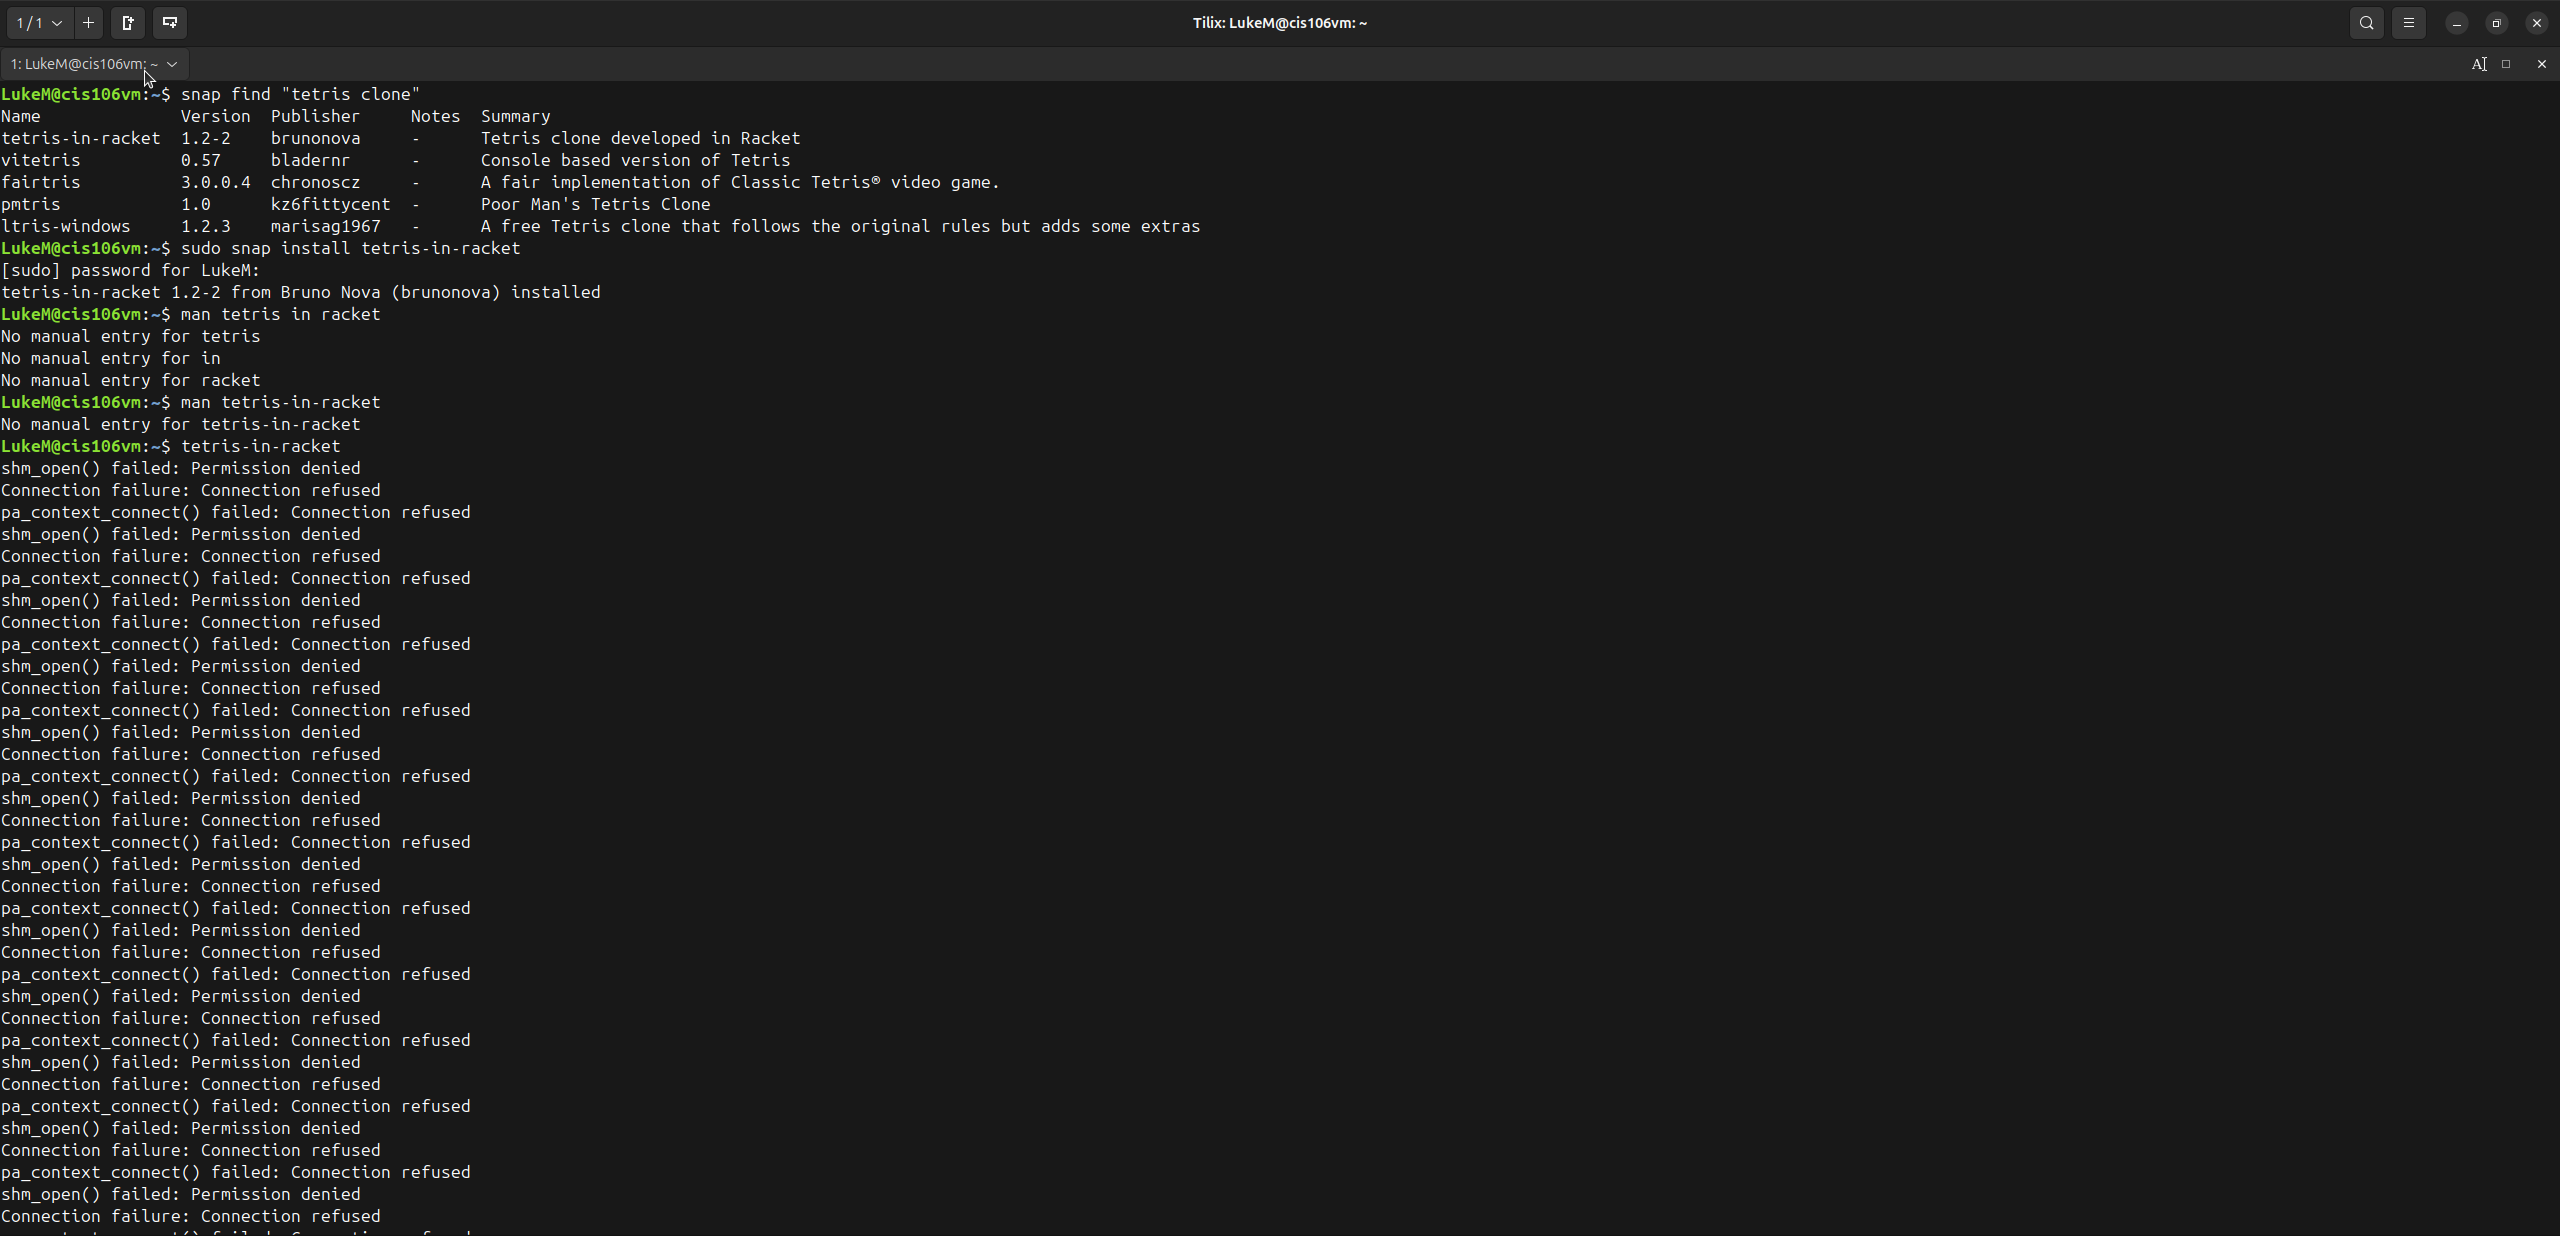 1 / 1
Tilix: LukeM@cis106vm: ~
1: LukeM@cis106vm: ~
LukeM@cis106vm:~$ snap find "tetris clone"
Name              Version  Publisher     Notes  Summary
tetris-in-racket  1.2-2    brunonova     -      Tetris clone developed in Racket
vitetris          0.57     bladernr      -      Console based version of Tetris
fairtris          3.0.0.4  chronoscz     -      A fair implementation of Classic Tetris® video game.
pmtris            1.0      kz6fittycent  -      Poor Man's Tetris Clone
ltris-windows     1.2.3    marisag1967   -      A free Tetris clone that follows the original rules but adds some extras
LukeM@cis106vm:~$ sudo snap install tetris-in-racket
[sudo] password for LukeM:
tetris-in-racket 1.2-2 from Bruno Nova (brunonova) installed
LukeM@cis106vm:~$ man tetris in racket
No manual entry for tetris
No manual entry for in
No manual entry for racket
LukeM@cis106vm:~$ man tetris-in-racket
No manual entry for tetris-in-racket
LukeM@cis106vm:~$ tetris-in-racket
shm_open() failed: Permission denied
Connection failure: Connection refused
pa_context_connect() failed: Connection refused
shm_open() failed: Permission denied
Connection failure: Connection refused
pa_context_connect() failed: Connection refused
shm_open() failed: Permission denied
Connection failure: Connection refused
pa_context_connect() failed: Connection refused
shm_open() failed: Permission denied
Connection failure: Connection refused
pa_context_connect() failed: Connection refused
shm_open() failed: Permission denied
Connection failure: Connection refused
pa_context_connect() failed: Connection refused
shm_open() failed: Permission denied
Connection failure: Connection refused
pa_context_connect() failed: Connection refused
shm_open() failed: Permission denied
Connection failure: Connection refused
pa_context_connect() failed: Connection refused
shm_open() failed: Permission denied
Connection failure: Connection refused
pa_context_connect() failed: Connection refused
shm_open() failed: Permission denied
Connection failure: Connection refused
pa_context_connect() failed: Connection refused
shm_open() failed: Permission denied
Connection failure: Connection refused
pa_context_connect() failed: Connection refused
shm_open() failed: Permission denied
Connection failure: Connection refused
pa_context_connect() failed: Connection refused
shm_open() failed: Permission denied
Connection failure: Connection refused